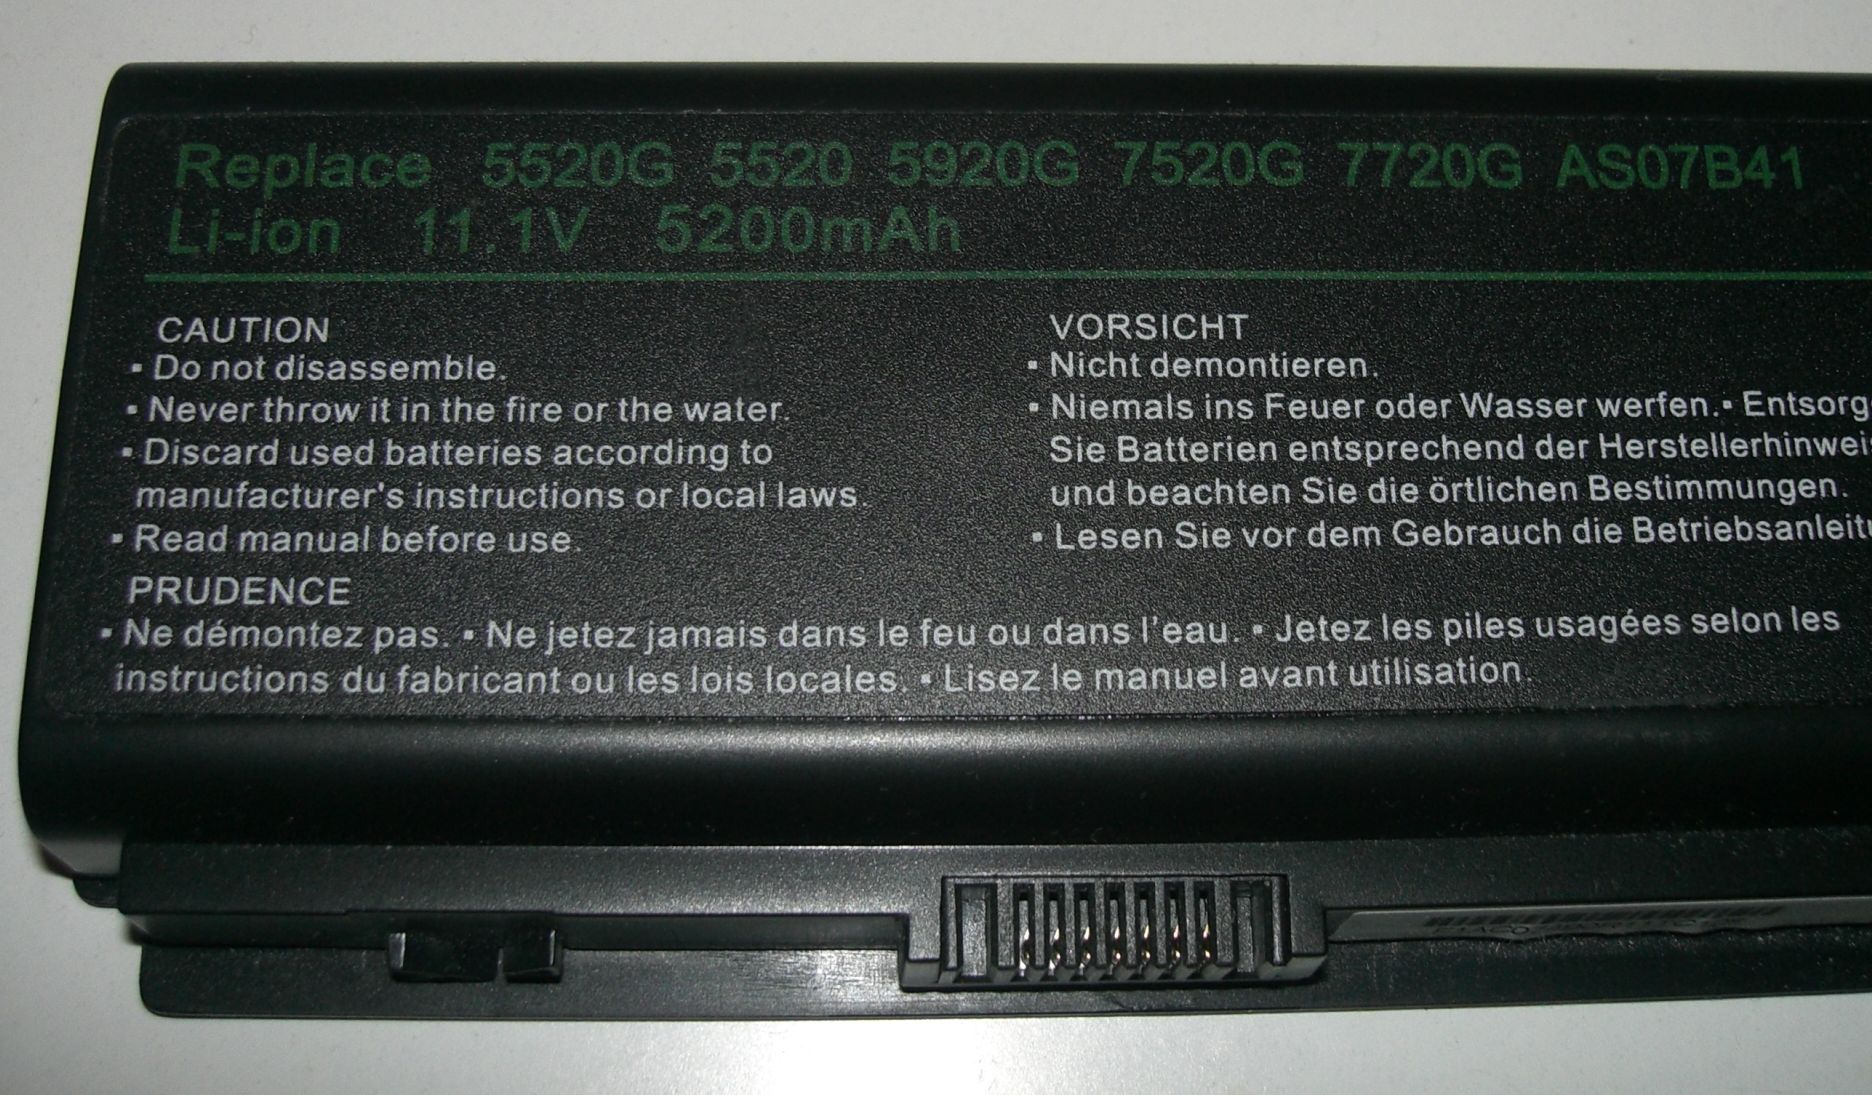 Replace 5520G 5520 5920G 7520G 7720G AS07B41
Li-ion 11.1V 5200mAh
CAUTION
▪ Do not disassemble.
▪ Never throw it in the fire or the water.
▪ Discard used batteries according to
manufacturer's instructions or local laws.
▪ Read manual before use.
VORSICHT
▪ Nicht demontieren.
▪ Niemals ins Feuer oder Wasser werfen.▪ Entsorg
Sie Batterien entsprechend der Herstellerhinweis
und beachten Sie die örtlichen Bestimmungen.
▪ Lesen Sie vor dem Gebrauch die Betriebsanleitu
PRUDENCE
▪ Ne démontez pas. ▪ Ne jetez jamais dans le feu ou dans l'eau. ▪ Jetez les piles usagées selon les
instructions du fabricant ou les lois locales. ▪ Lisez le manuel avant utilisation.